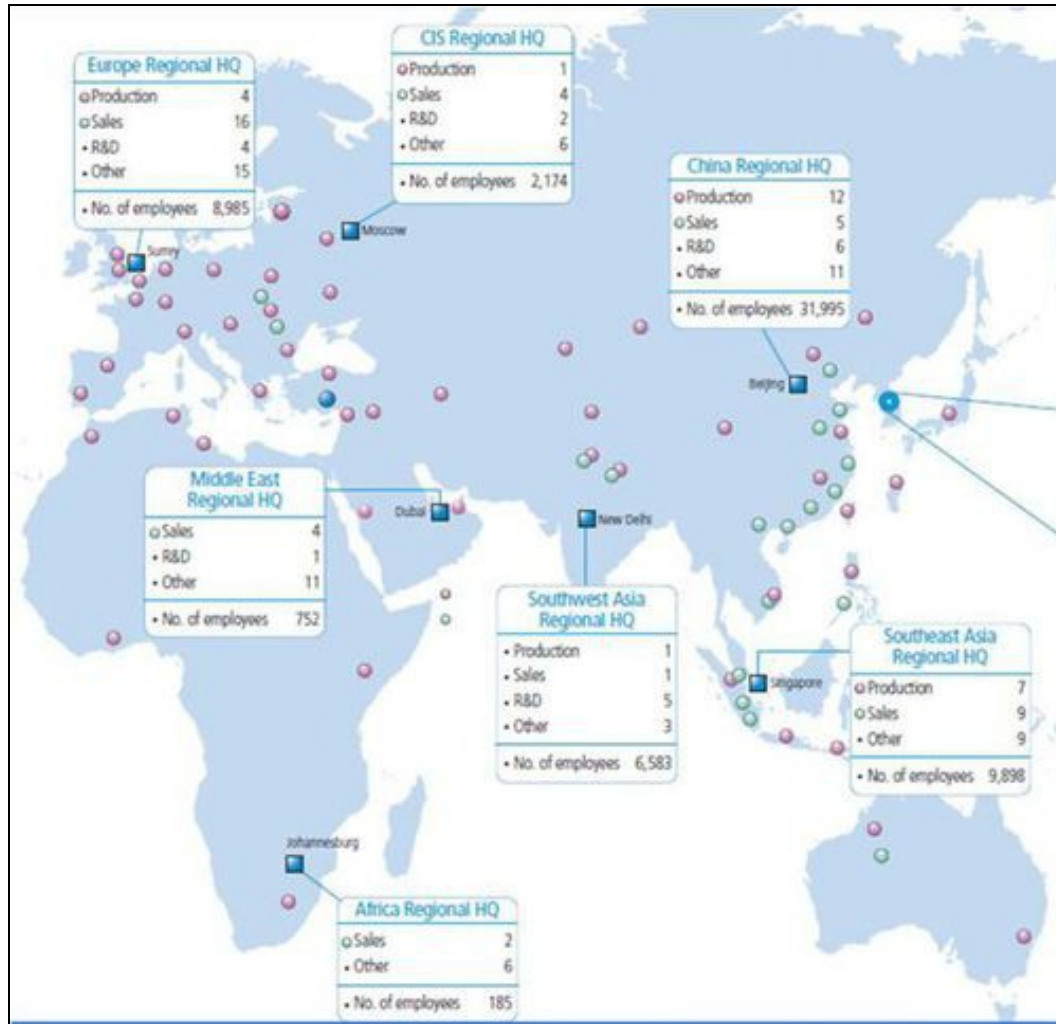 CIS Regional HQ
Production 1
Sales 4
• R&D 2
• Other 6
• No. of employees 2,174
Europe Regional HQ
Production 4
Sales 16
• R&D 4
• Other 15
• No. of employees 8,985
China Regional HQ
Production 12
Sales 5
• R&D 6
• Other 11
• No. of employees 31,995
Moscow
Surrey
Beijing
Middle East
Regional HQ
Sales 4
• R&D 1
• Other 11
• No. of employees 752
Dubai
New Delhi
Southwest Asia
Regional HQ
• Production 1
• Sales 1
• R&D 5
• Other 3
• No. of employees 6,583
Southeast Asia
Regional HQ
Production 7
Sales 9
• Other 9
• No. of employees 9,898
Singapore
Johannesburg
Africa Regional HQ
Sales 2
• Other 6
• No. of employees 185